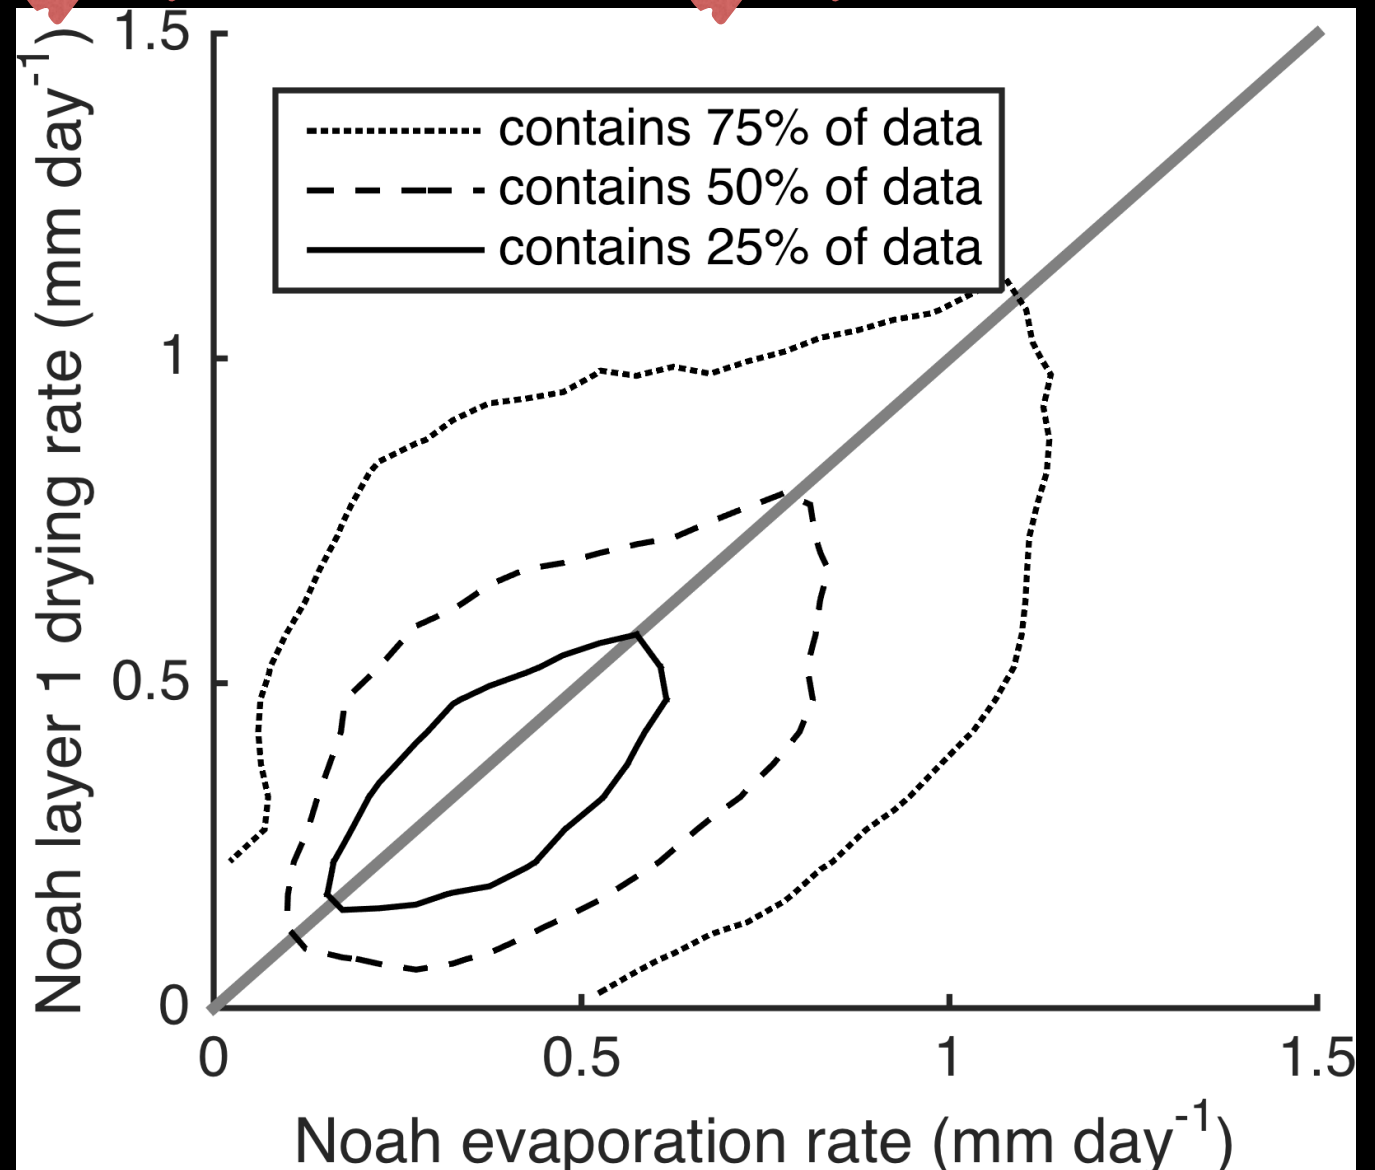 Noah layer 1 drying rate (mm day⁻¹)
1.5
1
0.5
0
contains 75% of data
contains 50% of data
contains 25% of data
0 0.5 1 1.5
Noah evaporation rate (mm day⁻¹)